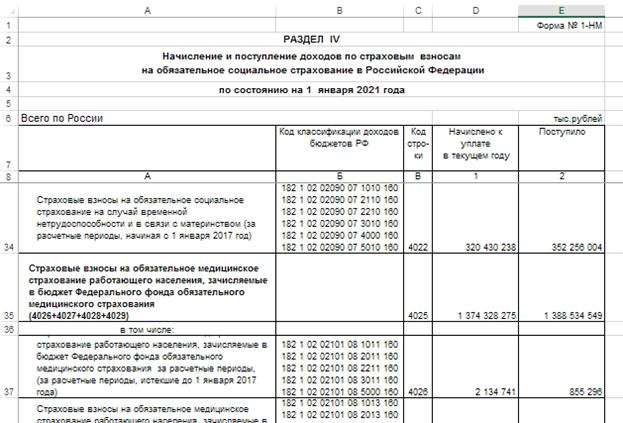 A B C D E
1 Форма № 1-НМ
2 РАЗДЕЛ IV
Начисление и поступление доходов по страховым взносам
3 на обязательное социальное страхование в Российской Федерации
4 по состоянию на 1 января 2021 года
5
6 Всего по России тыс.рублей
Код классификации доходов Код Начислено к Поступило
бюджетов РФ стро- уплате
7 ки в текущем году
8 А Б В 1 2
182 1 02 02090 07 1010 160
Страховые взносы на обязательное социальное 182 1 02 02090 07 2110 160
страхование на случай временной 182 1 02 02090 07 2210 160
нетрудоспособности и в связи с материнством (за 182 1 02 02090 07 3010 160
расчетные периоды, начиная с 1 января 2017 год) 182 1 02 02090 07 4000 160
34 182 1 02 02090 07 5010 160 4022 320 430 238 352 256 004
Страховые взносы на обязательное медицинское
страхование работающего населения, зачисляемые
в бюджет Федерального фонда обязательного
медицинского страхования
35 (4026+4027+4028+4029) 4025 1 374 328 275 1 388 534 549
36 в том числе:
страхование работающего населения, зачисляемые в 182 1 02 02101 08 1011 160
бюджет Федерального фонда обязательного 182 1 02 02101 08 2011 160
медицинского страхования за расчетные периоды, 182 1 02 02101 08 2211 160
(за расчетные периоды, истекшие до 1 января 2017 182 1 02 02101 08 3011 160
37 года) 182 1 02 02101 08 5000 160 4026 2 134 741 855 296
182 1 02 02101 08 1013 160
Страховые взносы на обязательное медицинское 182 1 02 02101 08 2013 160
страхование работающего населения, зачисляемые в